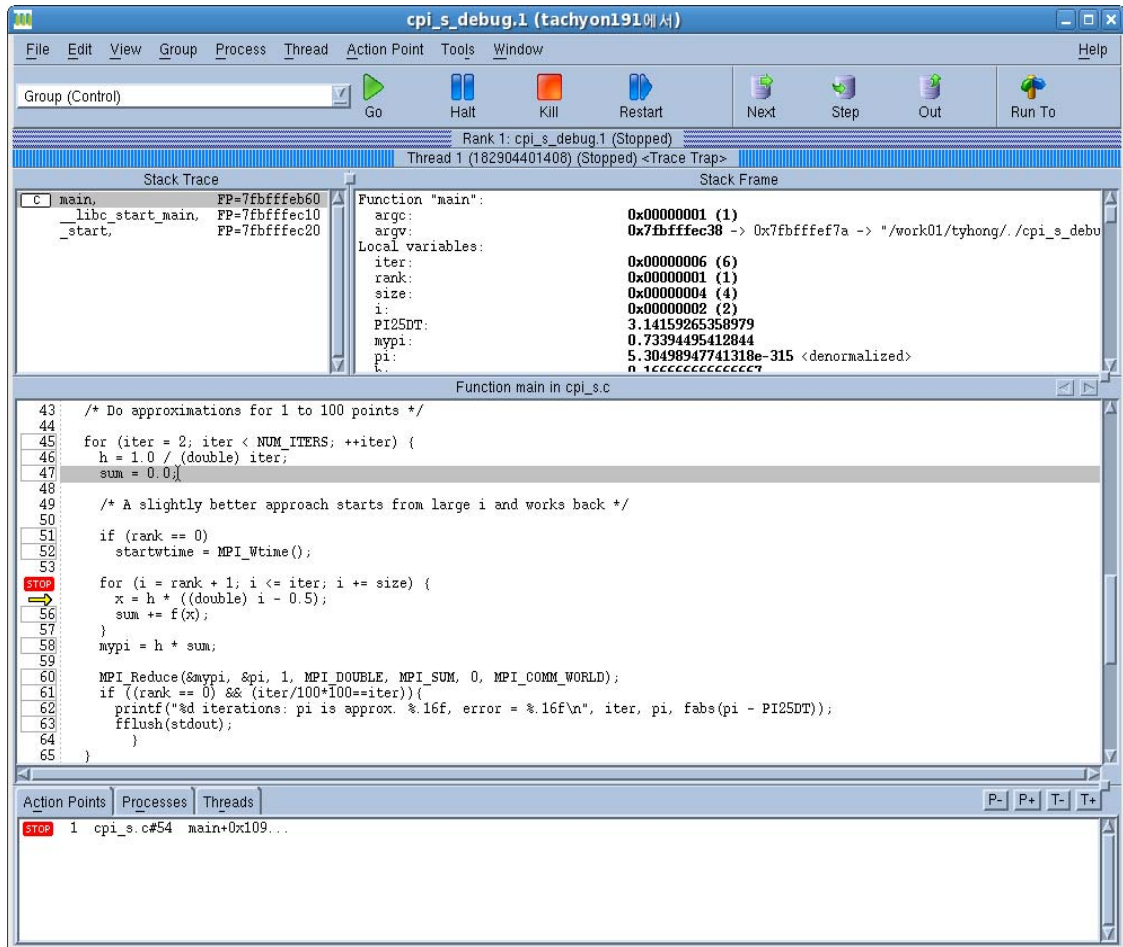 cpi_s_debug.1 (tachyon191에서)
File Edit View Group Process Thread Action Point Tools Window Help
Group (Control)
Go Halt Kill Restart Next Step Out Run To
Rank 1: cpi_s_debug.1 (Stopped)
Thread 1 (182904401408) (Stopped) <Trace Trap>
Stack Trace
C main, FP=7fbfffeb60
__libc_start_main, FP=7fbfffec10
_start, FP=7fbfffec20
Stack Frame
Function "main":
argc: 0x00000001 (1)
argv: 0x7fbfffec38 -> 0x7fbfffef7a -> "/work01/tyhong/./cpi_s_debu
Local variables:
iter: 0x00000006 (6)
rank: 0x00000001 (1)
size: 0x00000004 (4)
i: 0x00000002 (2)
PI25DT: 3.14159265358979
mypi: 0.73394495412844
pi: 5.30498947741318e-315 <denormalized>
h: 0.166666666666667
Function main in cpi_s.c
43 /* Do approximations for 1 to 100 points */
44
45 for (iter = 2; iter < NUM_ITERS; ++iter) {
46 h = 1.0 / (double) iter;
47 sum = 0.0;
48
49 /* A slightly better approach starts from large i and works back */
50
51 if (rank == 0)
52 startwtime = MPI_Wtime();
53
STOP for (i = rank + 1; i <= iter; i += size) {
x = h * ((double) i - 0.5);
56 sum += f(x);
57 }
58 mypi = h * sum;
59
60 MPI_Reduce(&mypi, &pi, 1, MPI_DOUBLE, MPI_SUM, 0, MPI_COMM_WORLD);
61 if ((rank == 0) && (iter/100*100==iter)){
62 printf("%d iterations: pi is approx. %.16f, error = %.16f\n", iter, pi, fabs(pi - PI25DT));
63 fflush(stdout);
64 }
65 }
Action Points Processes Threads P- P+ T- T+
STOP 1 cpi_s.c#54 main+0x109...